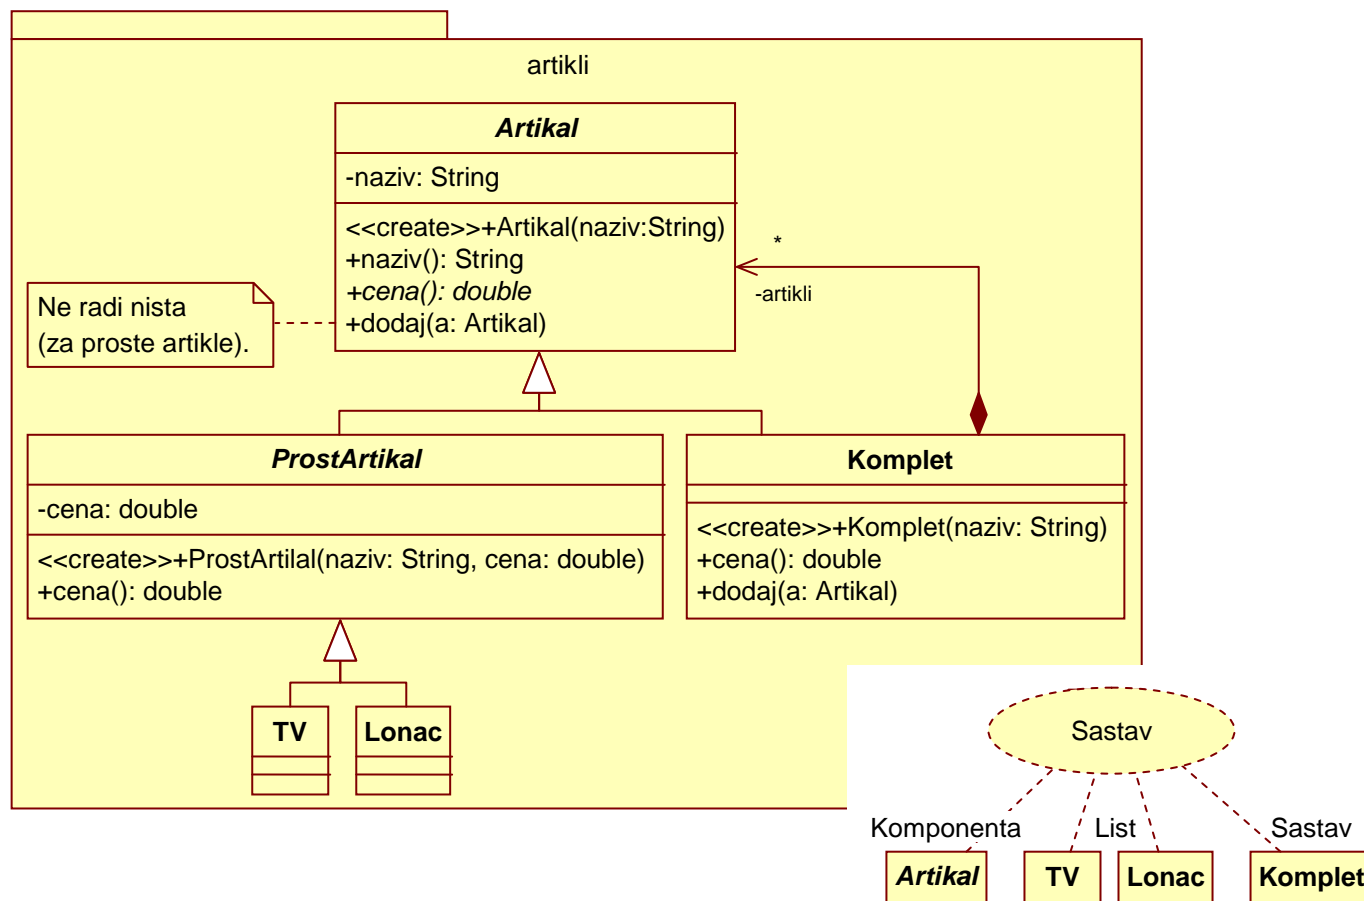 artikli
Artikal
-naziv: String
<<create>>+Artikal(naziv:String)
+naziv(): String
+cena(): double
+dodaj(a: Artikal)
*
-artikli
Ne radi nista
(za proste artikle).
ProstArtikal
-cena: double
<<create>>+ProstArtilal(naziv: String, cena: double)
+cena(): double
Komplet
<<create>>+Komplet(naziv: String)
+cena(): double
+dodaj(a: Artikal)
TV
Lonac
Sastav
Komponenta
List
Sastav
Artikal
TV
Lonac
Komplet